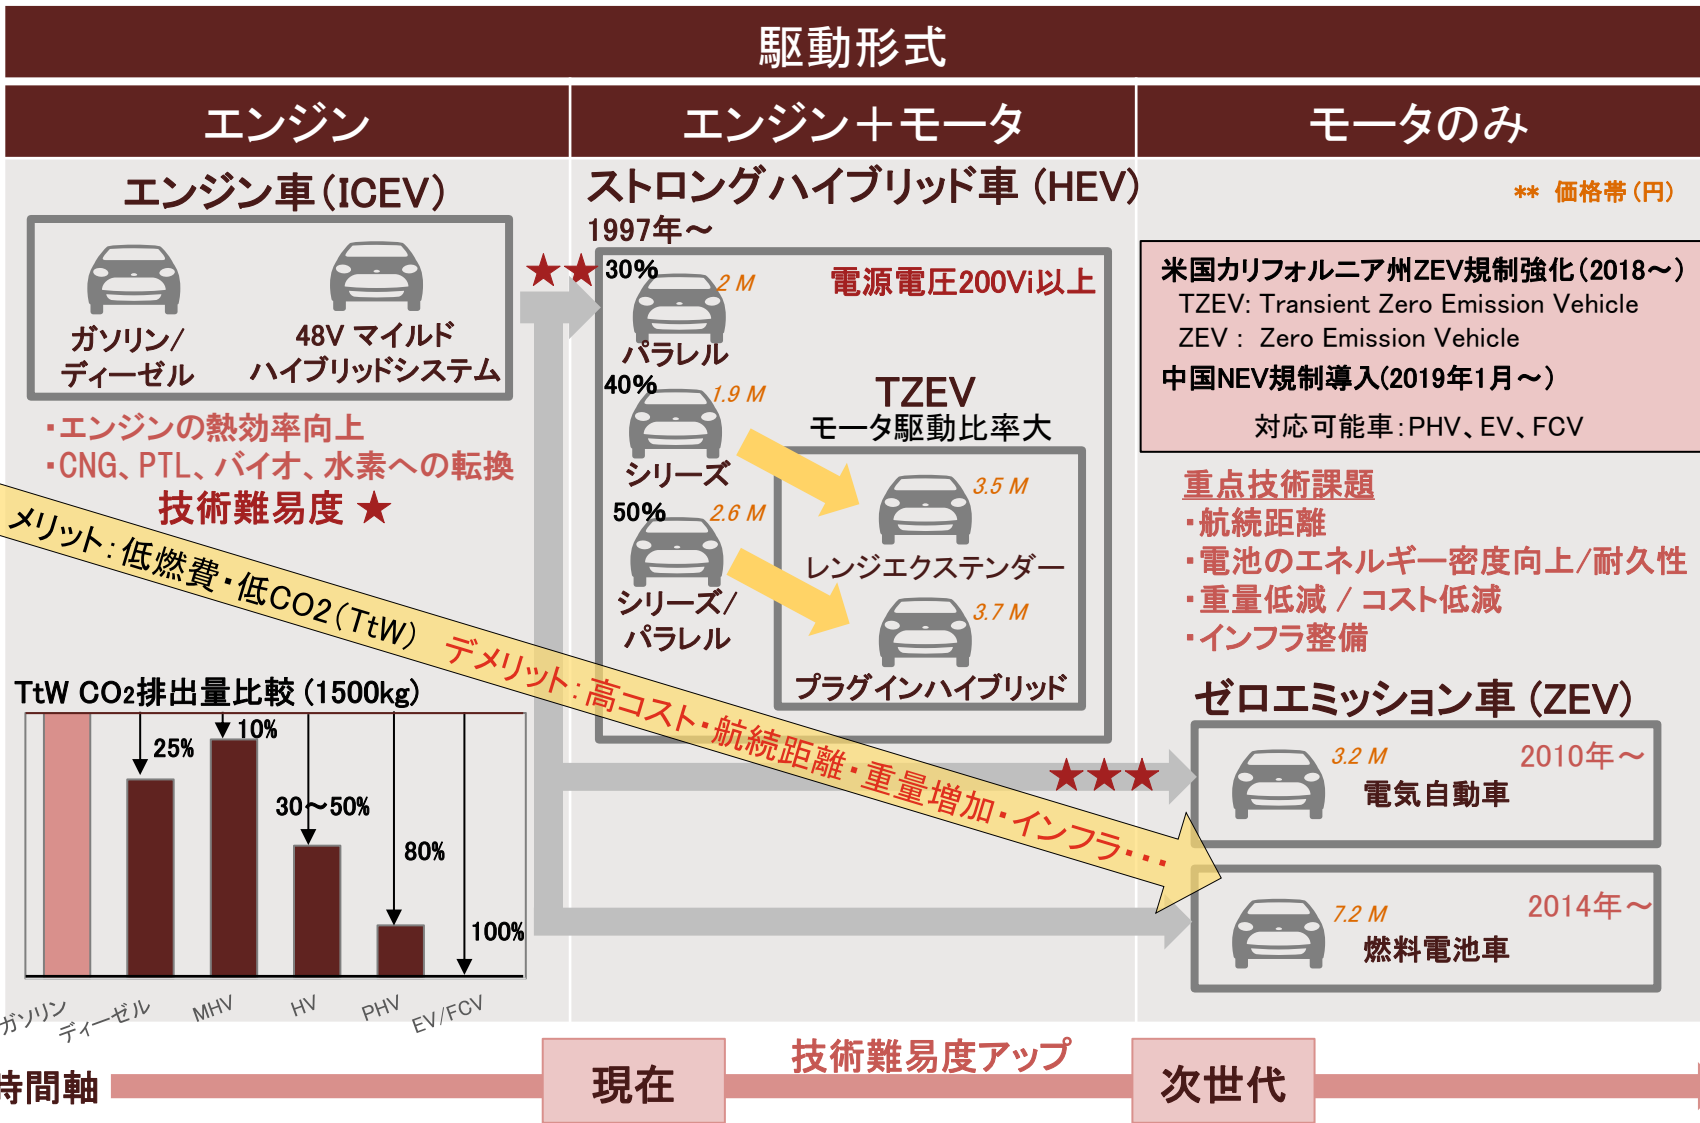 駆動形式
エンジン
エンジン＋モータ
モータのみ
エンジン車(ICEV)
ガソリン/
ディーゼル
48V マイルド
ハイブリッドシステム
・エンジンの熱効率向上
・CNG、PTL、バイオ、水素への転換
技術難易度 ★
ストロングハイブリッド車 (HEV)
1997年～
★★
30%
2 M
パラレル
電源電圧200Vi以上
40%
1.9 M
シリーズ
50%
2.6 M
シリーズ/
パラレル
TZEV
モータ駆動比率大
3.5 M
レンジエクステンダー
3.7 M
プラグインハイブリッド
** 価格帯(円)
米国カリフォルニア州ZEV規制強化(2018～)
TZEV: Transient Zero Emission Vehicle
ZEV : Zero Emission Vehicle
中国NEV規制導入(2019年1月～)
対応可能車:PHV、EV、FCV
重点技術課題
・航続距離
・電池のエネルギー密度向上/耐久性
・重量低減 / コスト低減
・インフラ整備
メリット:低燃費・低CO2(TtW) デメリット:高コスト・航続距離・重量増加・インフラ・・・
TtW CO₂排出量比較 (1500kg)
25%
10%
30～50%
80%
100%
ガソリン
ディーゼル
MHV
HV
PHV
EV/FCV
★★★
ゼロエミッション車 (ZEV)
3.2 M
2010年～
電気自動車
7.2 M
2014年～
燃料電池車
時間軸
現在
技術難易度アップ
次世代